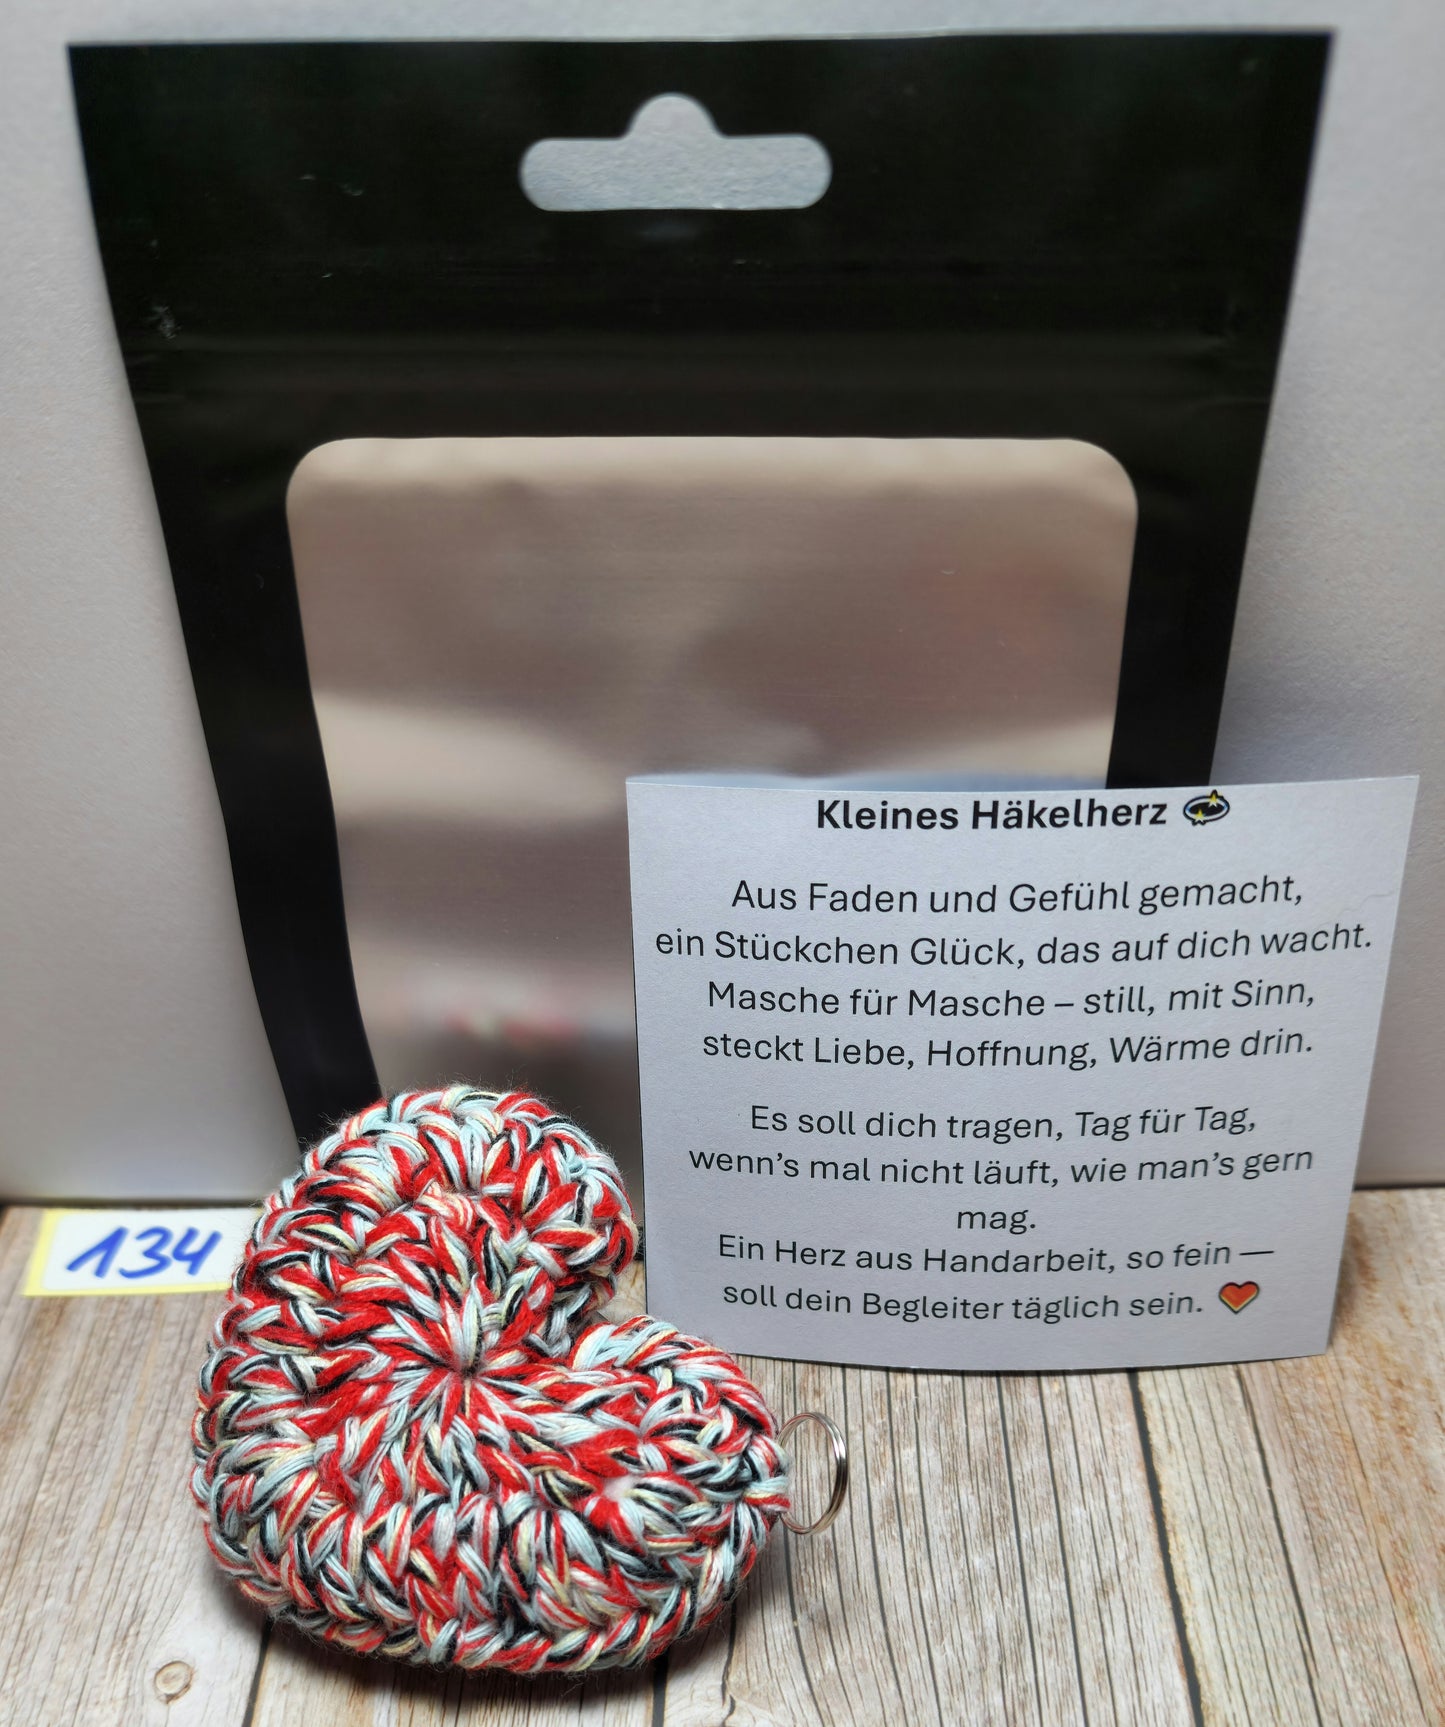 Kleines Häkelherz 💫
Aus Faden und Gefühl gemacht,
ein Stückchen Glück, das auf dich wacht.
Masche für Masche – still, mit Sinn,
steckt Liebe, Hoffnung, Wärme drin.
Es soll dich tragen, Tag für Tag,
wenn’s mal nicht läuft, wie man’s gern
mag.
Ein Herz aus Handarbeit, so fein —
soll dein Begleiter täglich sein. ❤️
134